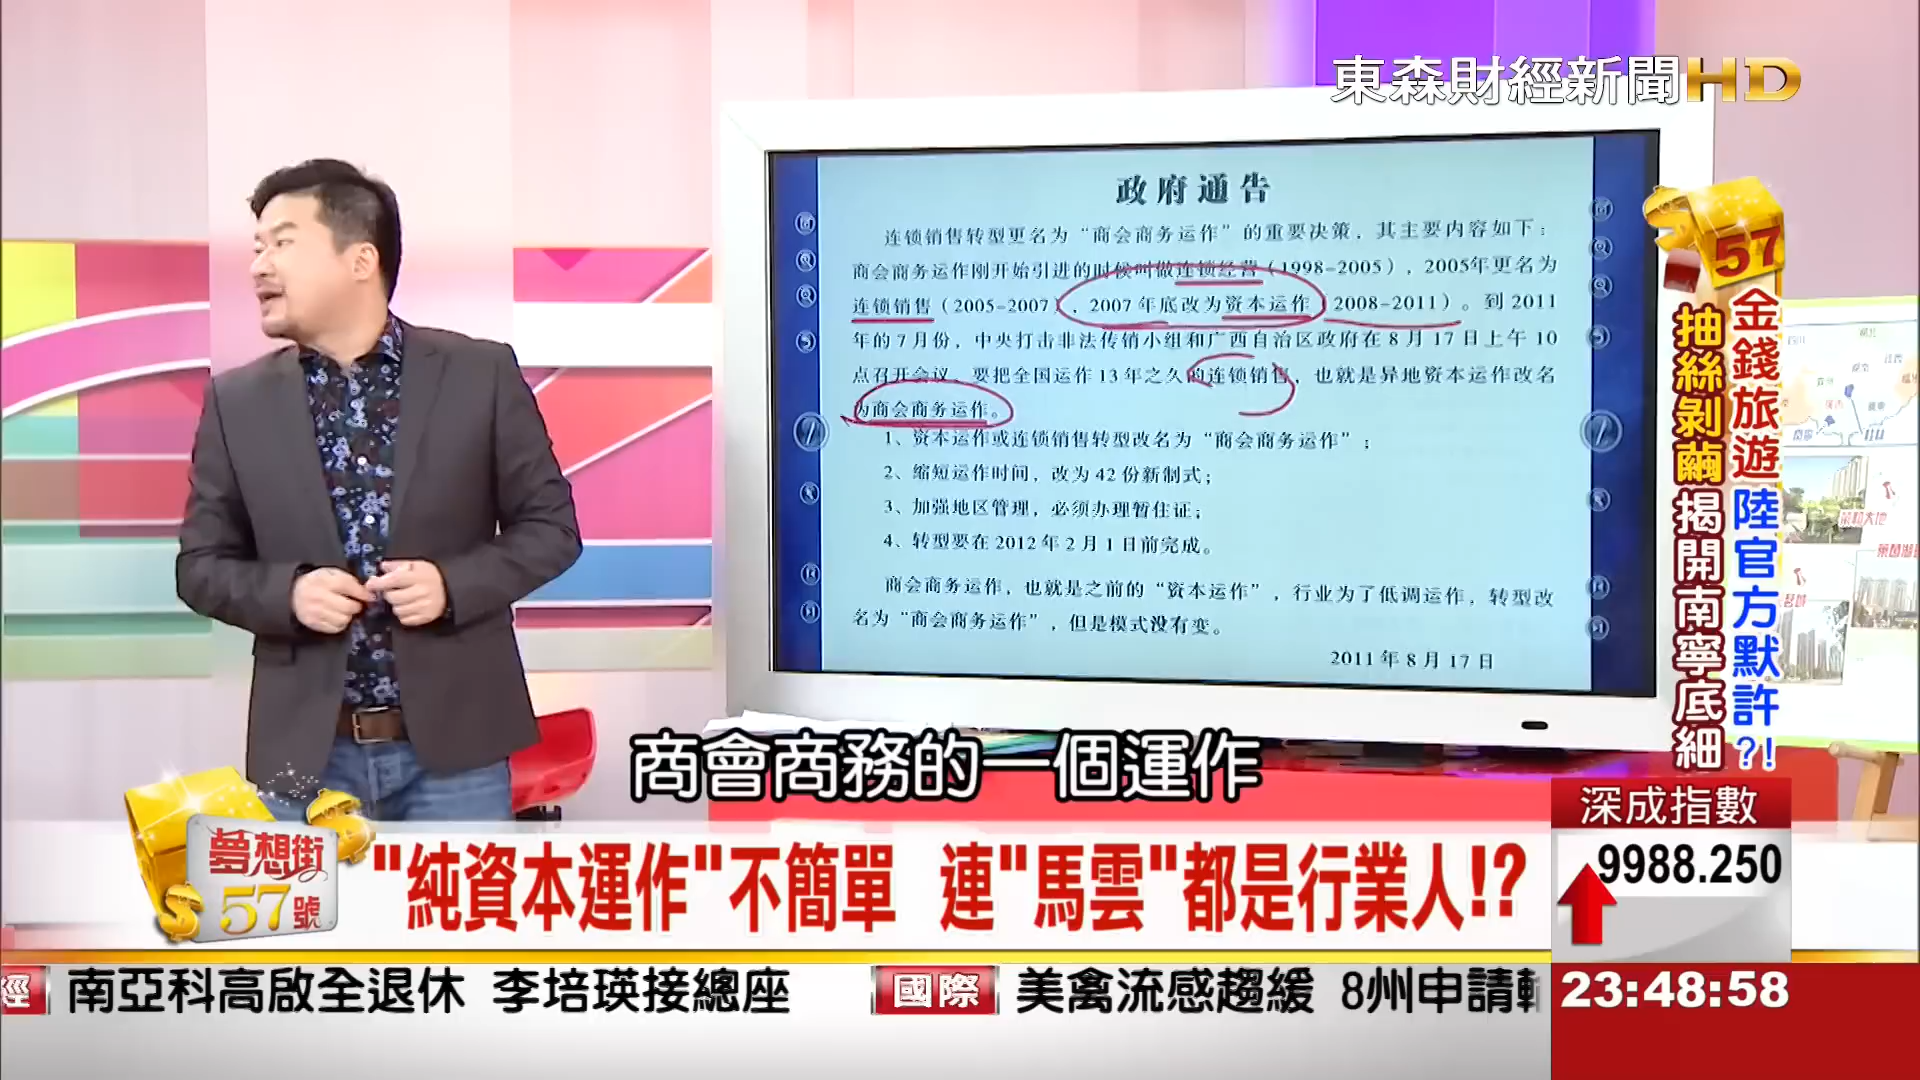 東森財經新聞HD
政府通告
连锁销售转型更名为“商会商务运作”的重要决策，其主要内容如下：
商会商务运作刚开始引进的时候叫做连锁经营（1998-2005），2005年更名为
连锁销售（2005-2007），2007年底改为资本运作（2008-2011）。到2011
年的7月份，中央打击非法传销小组和广西自治区政府在8月17日上午10
点召开会议，要把全国运作13年之久的连锁销售，也就是异地资本运作改名
为商会商务运作。
1、资本运作或连锁销售转型改名为“商会商务运作”；
2、缩短运作时间，改为42份新制式；
3、加强地区管理，必须办理暂住证；
4、转型要在2012年2月1日前完成。
商会商务运作，也就是之前的“资本运作”，行业为了低调运作，转型改
名为“商会商务运作”，但是模式没有变。
2011年8月17日
57
金錢旅遊 陸官方默許?!
抽絲剝繭 揭開南寧底細
商會商務的一個運作
夢想街
57號
"純資本運作"不簡單 連"馬雲"都是行業人!?
深成指數
9988.250
經 南亞科高啟全退休 李培瑛接總座 國際 美禽流感趨緩 8州申請
23:48:58